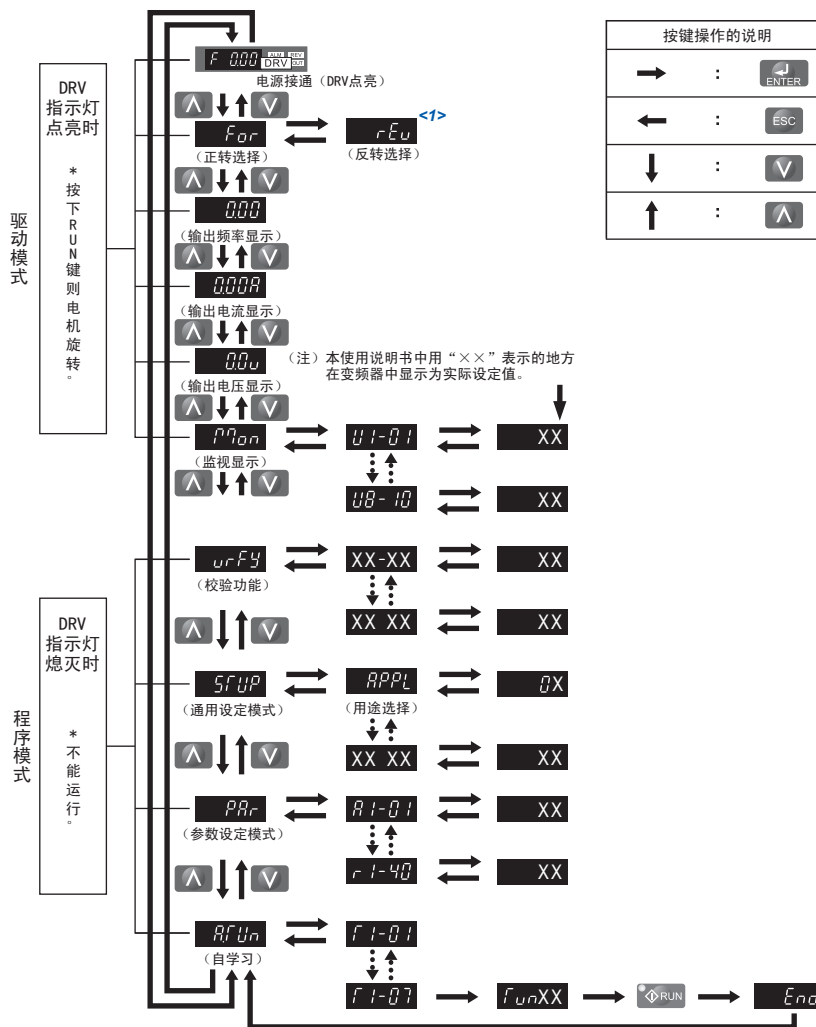 F 0.00 ALM REV DRV OUT
电源接通（DRV点亮）
按键操作的说明
→ : ENTER
← : ESC
↓ : ∨
↑ : ∧
驱动模式
DRV
指示灯
点亮时
*按下RUN键则电机旋转。
For
（正转选择）
rEv
<1>
（反转选择）
0.00
（输出频率显示）
0.00A
（输出电流显示）
0.0v
（输出电压显示）
（注）本使用说明书中用“××”表示的地方
在变频器中显示为实际设定值。
Mon
（监视显示）
U1-01
XX
U8-10
XX
程序模式
DRV
指示灯
熄灭时
*不能运行。
vrFy
（校验功能）
XX-XX
XX
XX XX
XX
STUP
（通用设定模式）
APPL
（用途选择）
0X
XX XX
XX
PAr
（参数设定模式）
A1-01
XX
r1-40
XX
A.TUn
（自学习）
T1-01
T1-07
TunXX
RUN
End